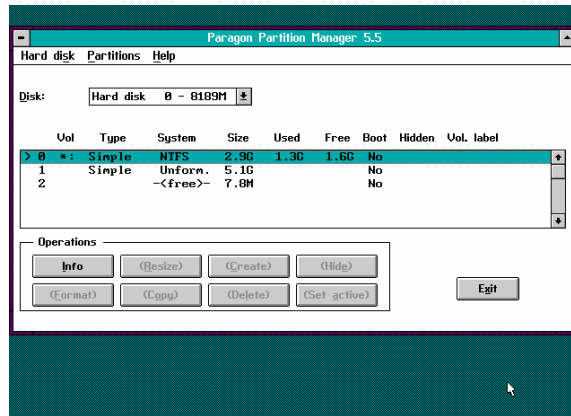 Paragon Partition Manager 5.5
Hard disk Partitions Help
Disk: Hard disk 0 - 8189M
Vol Type System Size Used Free Boot Hidden Vol. label
> 0 *: Simple NTFS 2.9G 1.3G 1.6G No
1 Simple Unform. 5.1G No
2 -<free>- 7.8M No
Operations
Info (Resize) (Create) (Hide)
(Format) (Copy) (Delete) (Set active)
Exit